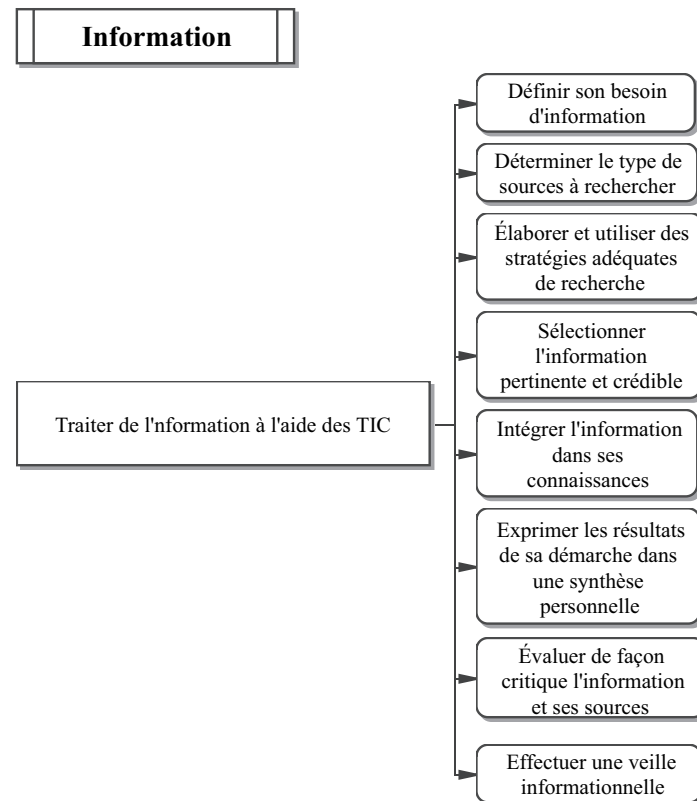 Information
Définir son besoin
d'information
Déterminer le type de
sources à rechercher
Élaborer et utiliser des
stratégies adéquates
de recherche
Sélectionner
l'information
pertinente et crédible
Traiter de l'nformation à l'aide des TIC
Intégrer l'information
dans ses
connaissances
Exprimer les résultats
de sa démarche dans
une synthèse
personnelle
Évaluer de façon
critique l'information
et ses sources
Effectuer une veille
informationnelle